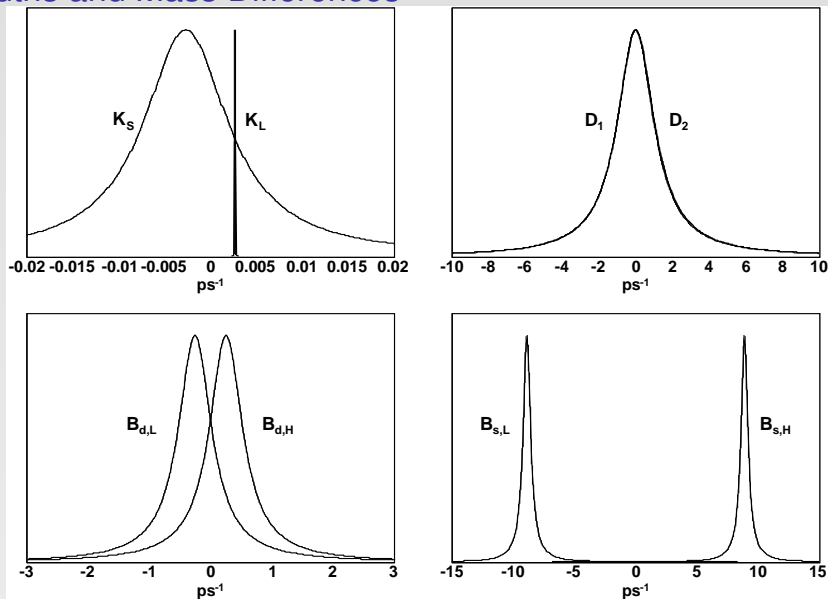 and Mass Differences
K_S K_L
-0.02 -0.015 -0.01 -0.005 0 0.005 0.01 0.015 0.02
ps⁻¹
D₁ D₂
-10 -8 -6 -4 -2 0 2 4 6 8 10
ps⁻¹
B_d,L B_d,H
-3 -2 -1 0 1 2 3
ps⁻¹
B_s,L B_s,H
-15 -10 -5 0 5 10 15
ps⁻¹